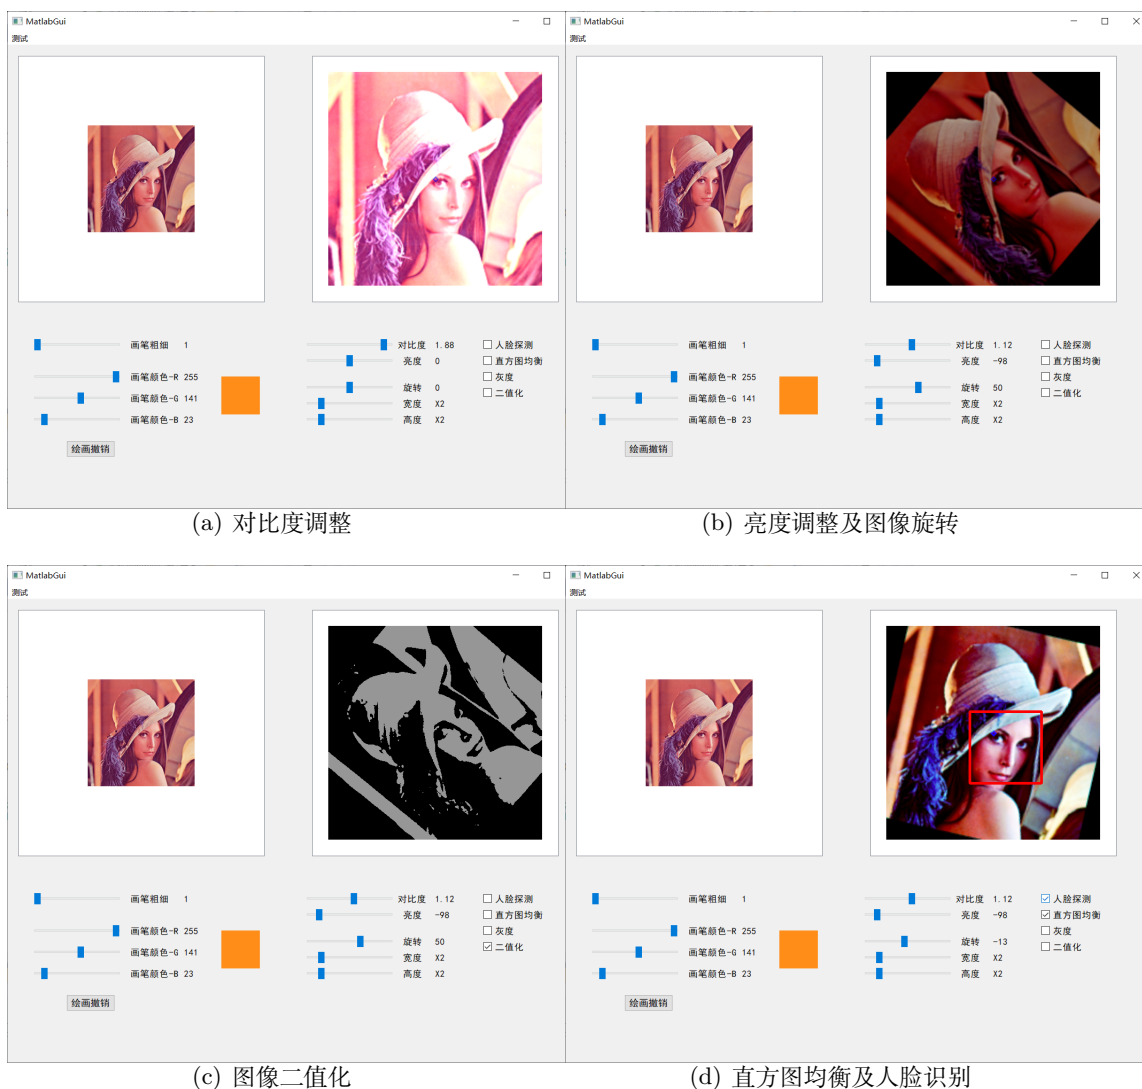 MatlabGui
测试
画笔粗细 1
画笔颜色-R 255
画笔颜色-G 141
画笔颜色-B 23
绘画撤销
对比度 1.88
亮度 0
旋转 0
宽度 X2
高度 X2
人脸探测
直方图均衡
灰度
二值化
(a) 对比度调整
MatlabGui
测试
画笔粗细 1
画笔颜色-R 255
画笔颜色-G 141
画笔颜色-B 23
绘画撤销
对比度 1.12
亮度 -98
旋转 50
宽度 X2
高度 X2
人脸探测
直方图均衡
灰度
二值化
(b) 亮度调整及图像旋转
MatlabGui
测试
画笔粗细 1
画笔颜色-R 255
画笔颜色-G 141
画笔颜色-B 23
绘画撤销
对比度 1.12
亮度 -98
旋转 50
宽度 X2
高度 X2
人脸探测
直方图均衡
灰度
二值化
(c) 图像二值化
MatlabGui
测试
画笔粗细 1
画笔颜色-R 255
画笔颜色-G 141
画笔颜色-B 23
绘画撤销
对比度 1.12
亮度 -98
旋转 -13
宽度 X2
高度 X2
人脸探测
直方图均衡
灰度
二值化
(d) 直方图均衡及人脸识别